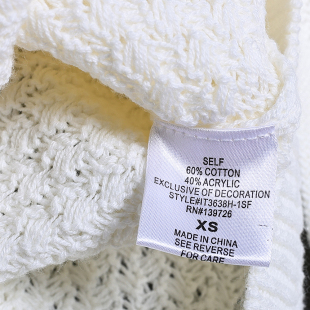 SELF
60% COTTON
40% ACRYLIC
EXCLUSIVE OF DECORATION
STYLE#IT3638H-1SF
RN#139726
XS
MADE IN CHINA
SEE REVERSE
FOR CARE